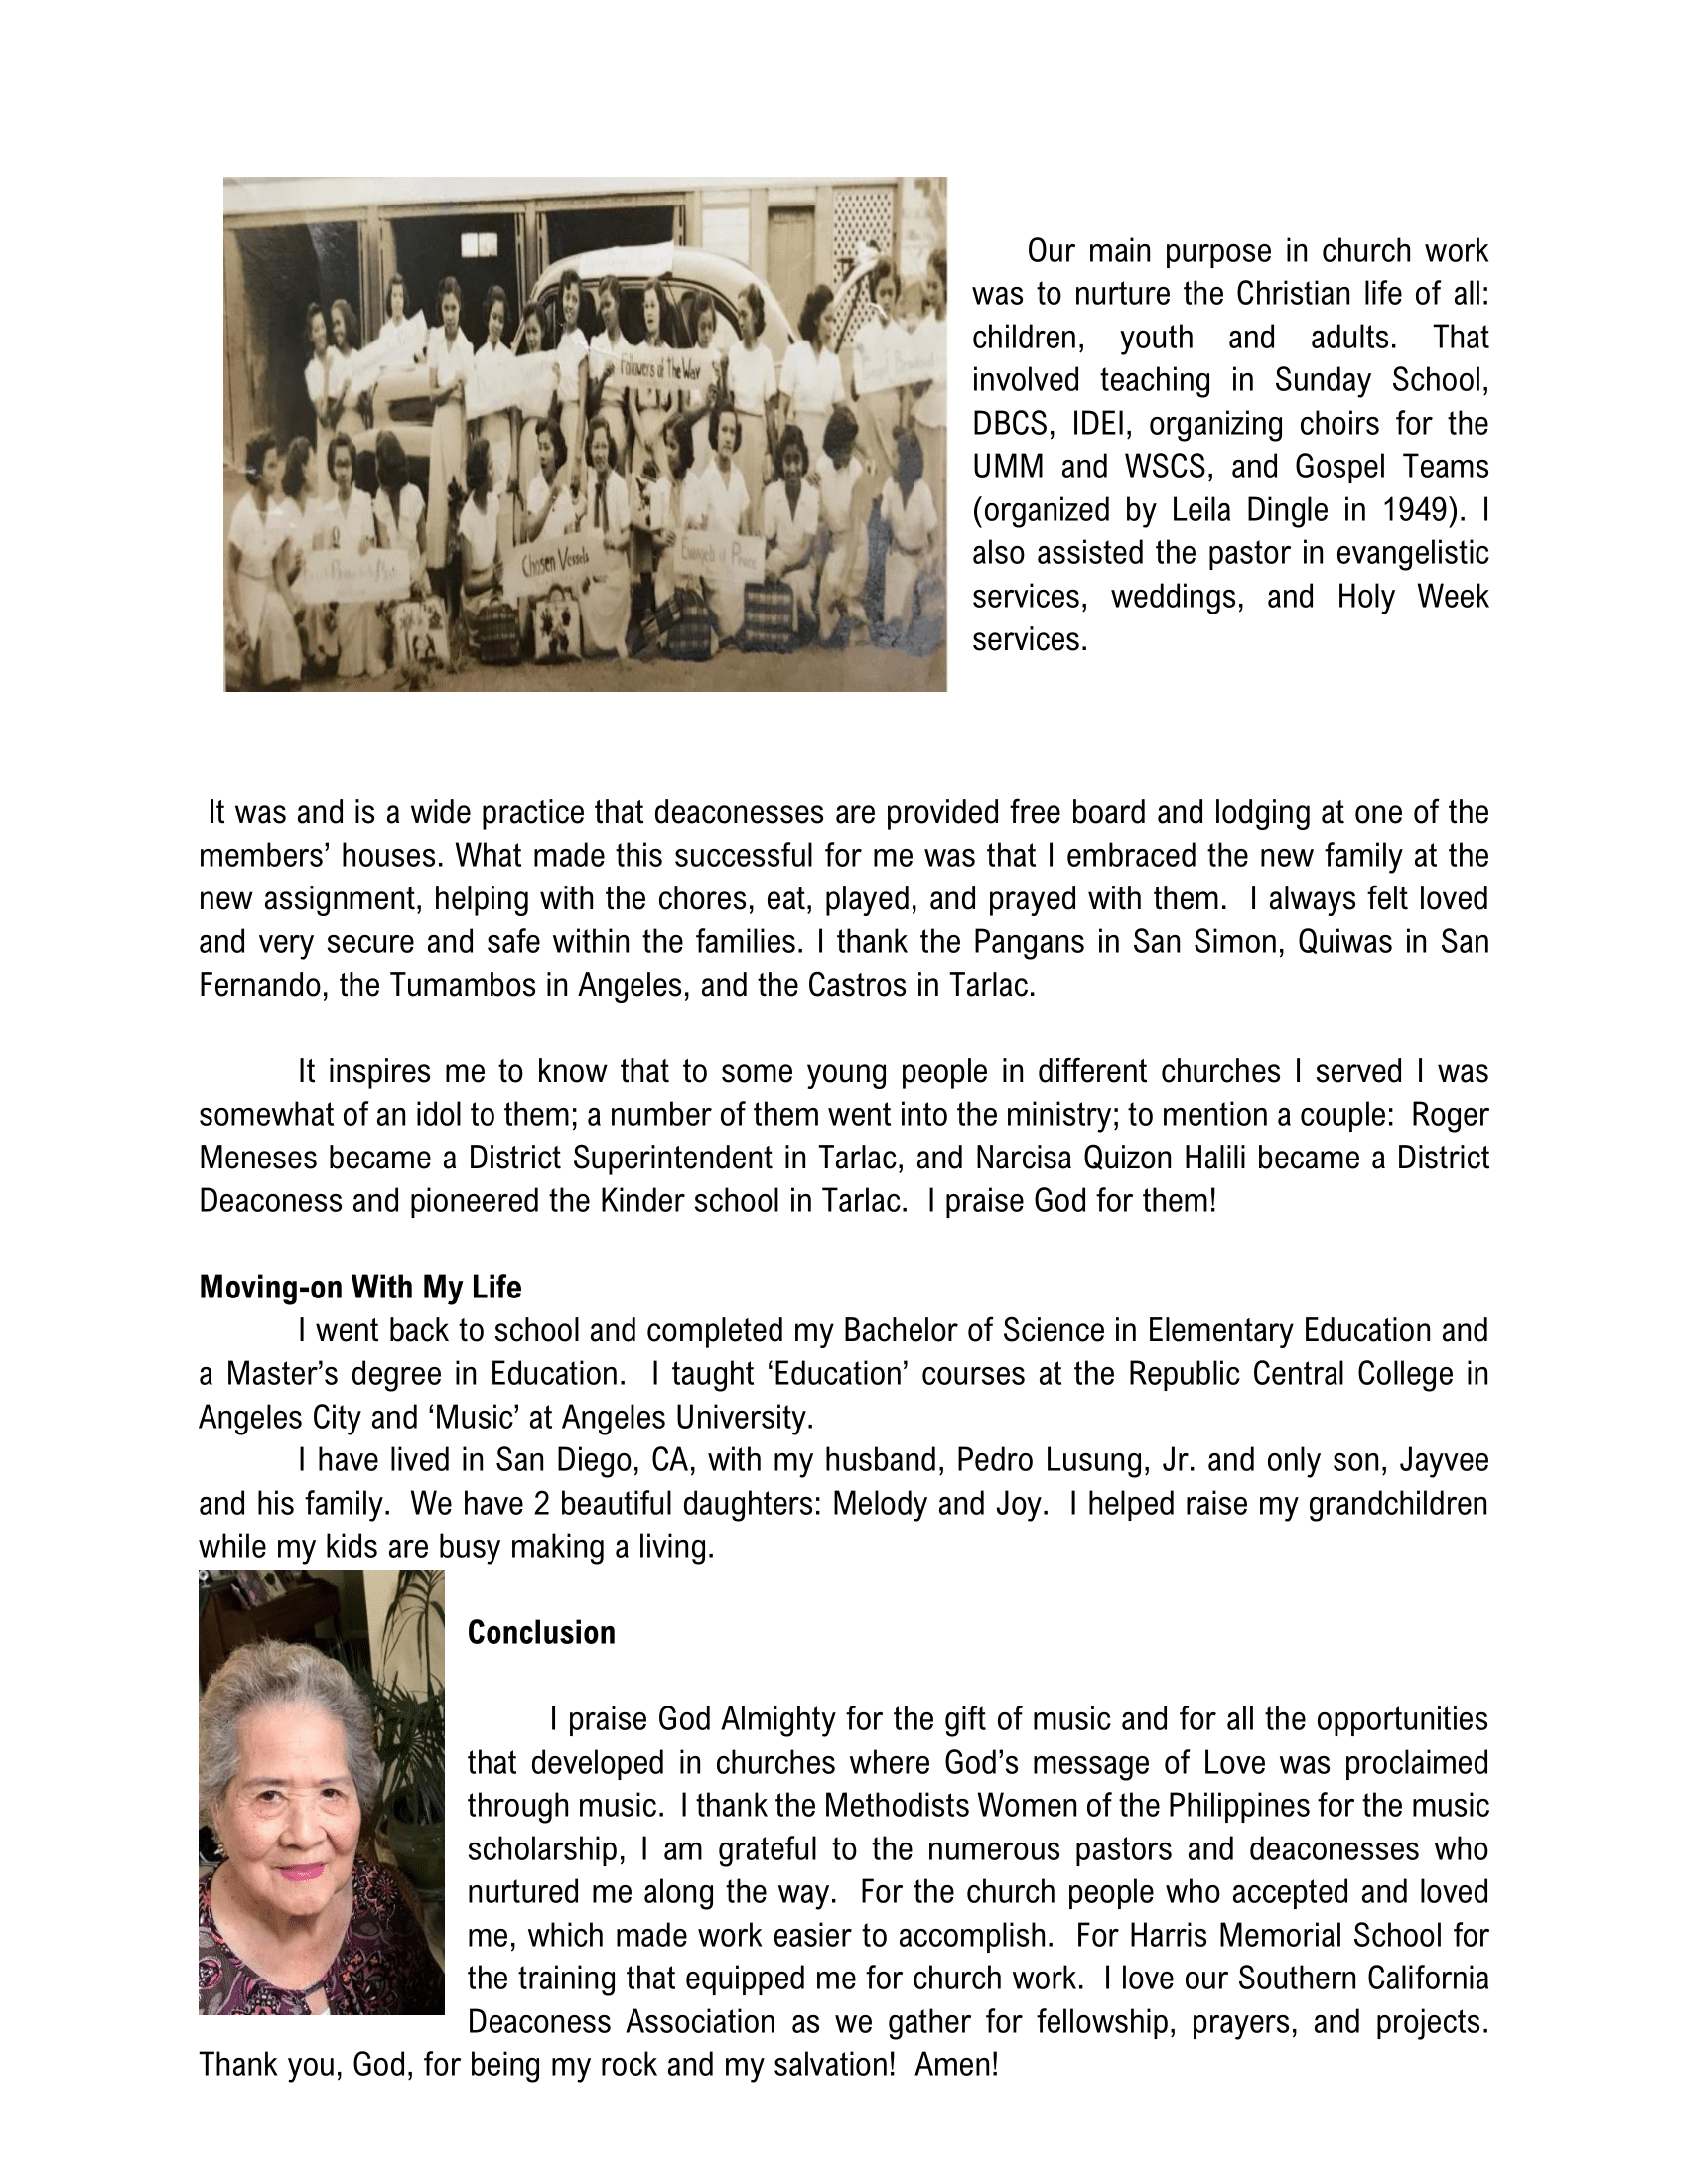 Followers of The Way
Chosen Vessels
Evangels of Peace
Our main purpose in church work
was to nurture the Christian life of all:
children, youth and adults. That
involved teaching in Sunday School,
DBCS, IDEI, organizing choirs for the
UMM and WSCS, and Gospel Teams
(organized by Leila Dingle in 1949). I
also assisted the pastor in evangelistic
services, weddings, and Holy Week
services.
It was and is a wide practice that deaconesses are provided free board and lodging at one of the
members’ houses. What made this successful for me was that I embraced the new family at the
new assignment, helping with the chores, eat, played, and prayed with them. I always felt loved
and very secure and safe within the families. I thank the Pangans in San Simon, Quiwas in San
Fernando, the Tumambos in Angeles, and the Castros in Tarlac.
It inspires me to know that to some young people in different churches I served I was
somewhat of an idol to them; a number of them went into the ministry; to mention a couple: Roger
Meneses became a District Superintendent in Tarlac, and Narcisa Quizon Halili became a District
Deaconess and pioneered the Kinder school in Tarlac. I praise God for them!
Moving-on With My Life
I went back to school and completed my Bachelor of Science in Elementary Education and
a Master’s degree in Education. I taught ‘Education’ courses at the Republic Central College in
Angeles City and ‘Music’ at Angeles University.
I have lived in San Diego, CA, with my husband, Pedro Lusung, Jr. and only son, Jayvee
and his family. We have 2 beautiful daughters: Melody and Joy. I helped raise my grandchildren
while my kids are busy making a living.
Conclusion
I praise God Almighty for the gift of music and for all the opportunities
that developed in churches where God’s message of Love was proclaimed
through music. I thank the Methodists Women of the Philippines for the music
scholarship, I am grateful to the numerous pastors and deaconesses who
nurtured me along the way. For the church people who accepted and loved
me, which made work easier to accomplish. For Harris Memorial School for
the training that equipped me for church work. I love our Southern California
Deaconess Association as we gather for fellowship, prayers, and projects.
Thank you, God, for being my rock and my salvation! Amen!